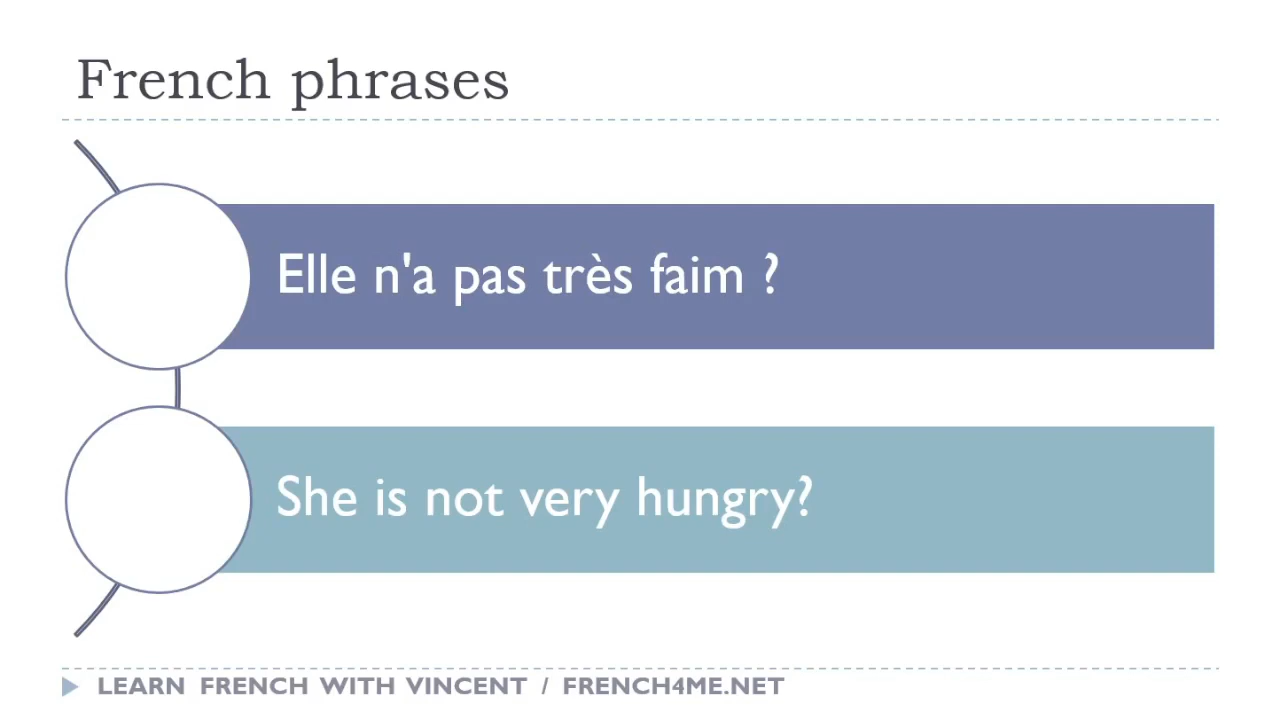 French phrases
Elle n'a pas très faim ?
She is not very hungry?
LEARN FRENCH WITH VINCENT / FRENCH4ME.NET